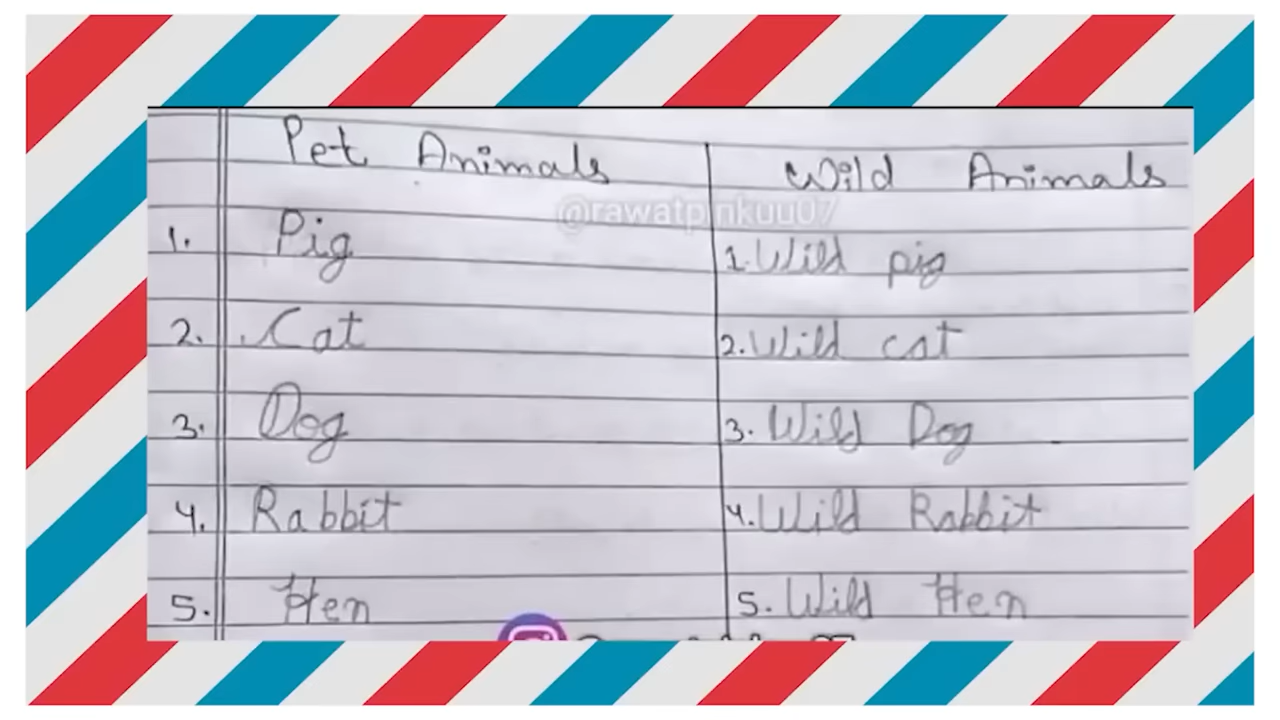 Pet Animals Wild Animals
@rawatpinkuu07
1. Pig 1. Wild pig
2. Cat 2. Wild cat
3. Dog 3. Wild Dog
4. Rabbit 4. Wild Rabbit
5. Hen 5. Wild Hen